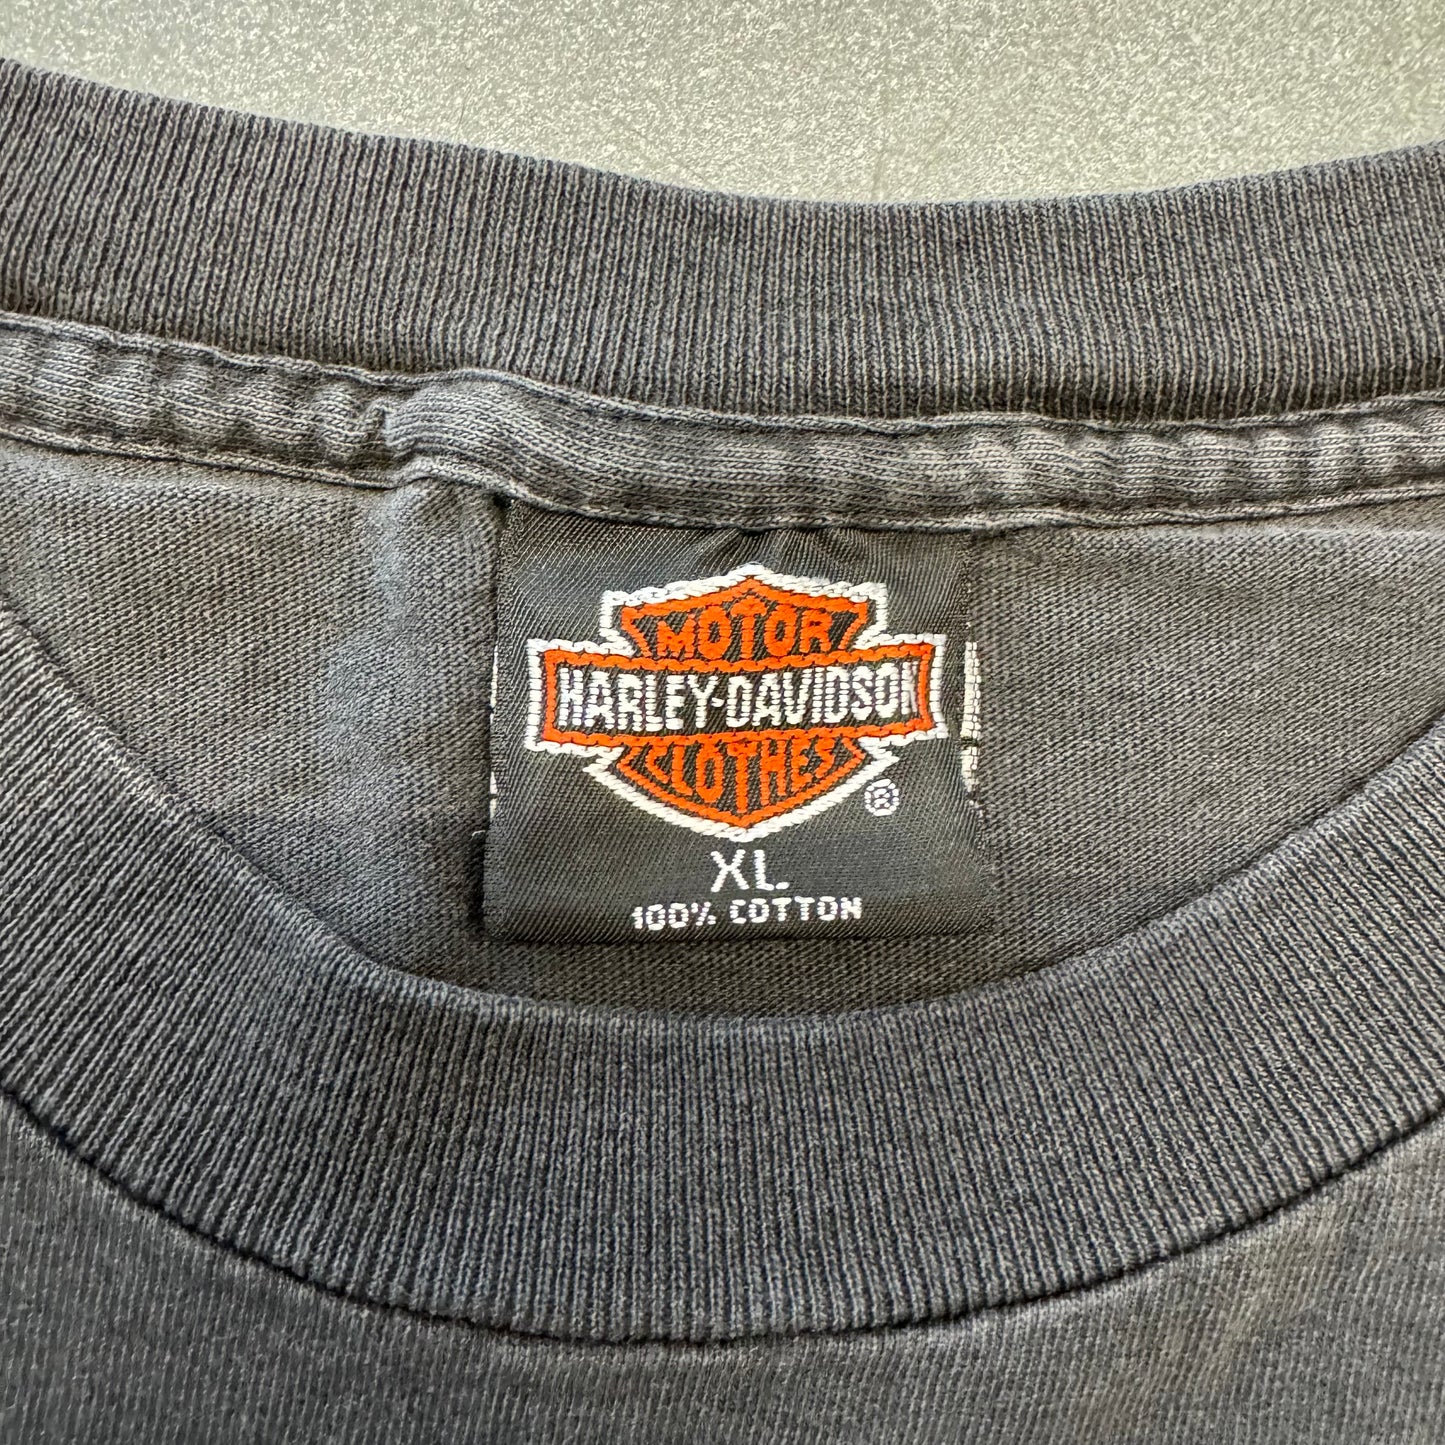 MOTOR
HARLEY-DAVIDSON
CLOTHES
®
XL
100% COTTON